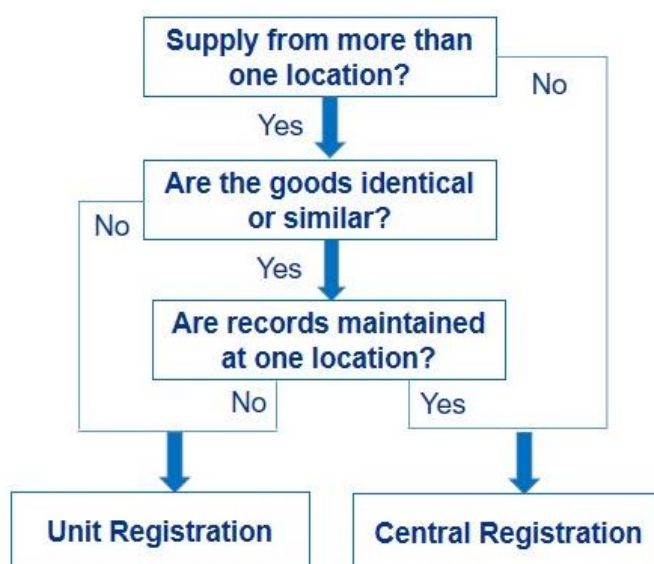 Supply from more than
one location?
No
Yes
Are the goods identical
or similar?
No
Yes
Are records maintained
at one location?
No
Yes
Unit Registration
Central Registration